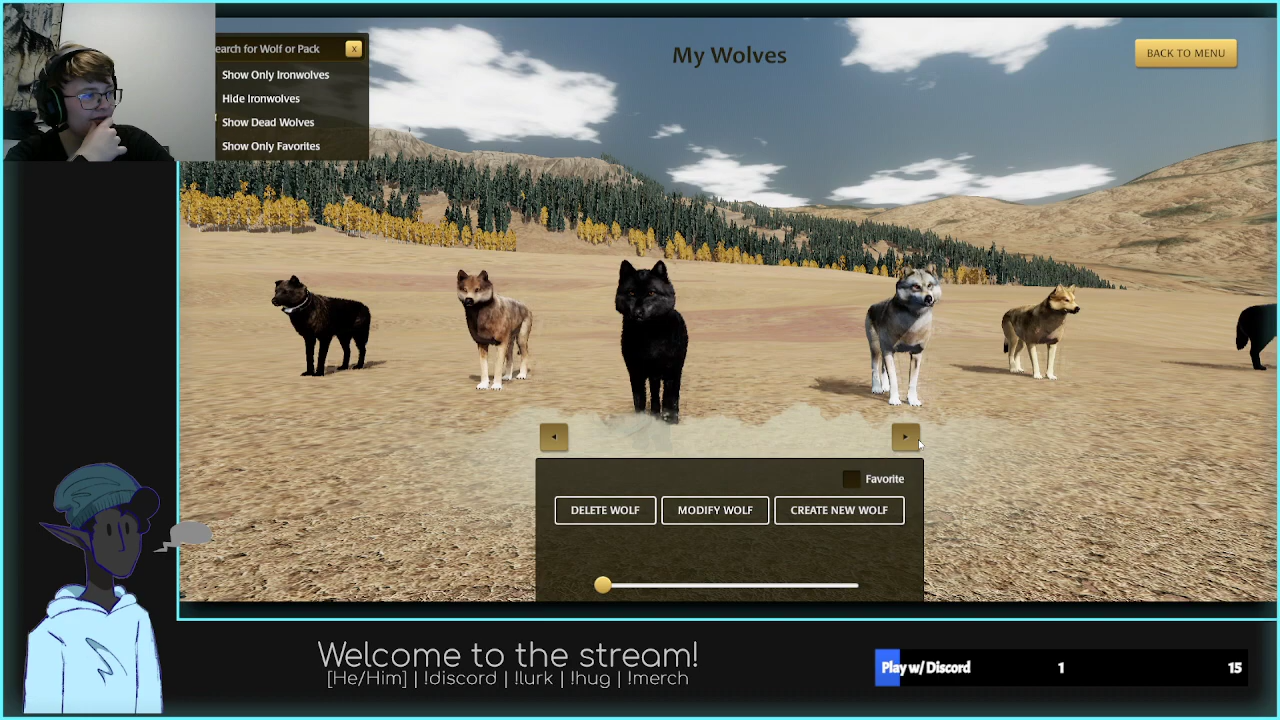 earch for Wolf or Pack
X
Show Only Ironwolves
Hide Ironwolves
Show Dead Wolves
Show Only Favorites
My Wolves
BACK TO MENU
Favorite
DELETE WOLF
MODIFY WOLF
CREATE NEW WOLF
Welcome to the stream!
[He/Him] | !discord | !lurk | !hug | !merch
Play w/ Discord 1 15